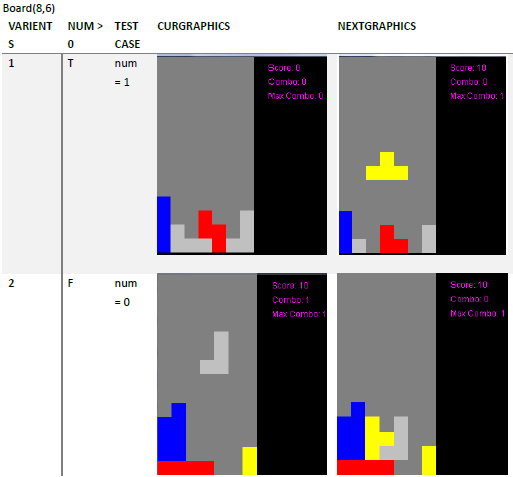 Board(8,6)
VARIENT NUM > TEST CURGRAPHICS NEXTGRAPHICS
S 0 CASE
1 T num
= 1
Score: 0
Combo: 0
Max Combo: 0
Score: 10
Combo: 0
Max Combo: 1
2 F num
= 0
Score: 10
Combo: 1
Max Combo: 1
Score: 10
Combo: 0
Max Combo: 1